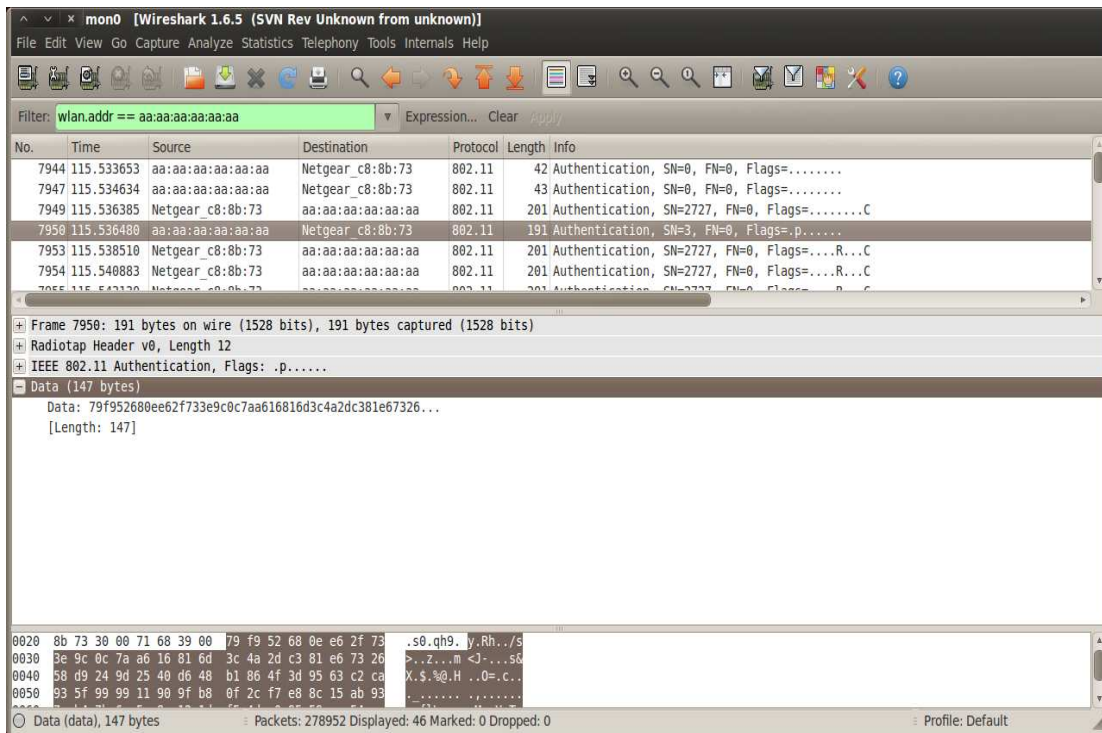 mon0 [Wireshark 1.6.5 (SVN Rev Unknown from unknown)]
File Edit View Go Capture Analyze Statistics Telephony Tools Internals Help
Filter: wlan.addr == aa:aa:aa:aa:aa:aa Expression... Clear Apply
No. Time Source Destination Protocol Length Info
7944 115.533653 aa:aa:aa:aa:aa:aa Netgear_c8:8b:73 802.11 42 Authentication, SN=0, FN=0, Flags=........
7947 115.534634 aa:aa:aa:aa:aa:aa Netgear_c8:8b:73 802.11 43 Authentication, SN=0, FN=0, Flags=........
7949 115.536385 Netgear_c8:8b:73 aa:aa:aa:aa:aa:aa 802.11 201 Authentication, SN=2727, FN=0, Flags=........C
7950 115.536480 aa:aa:aa:aa:aa:aa Netgear_c8:8b:73 802.11 191 Authentication, SN=3, FN=0, Flags=.p......
7953 115.538510 Netgear_c8:8b:73 aa:aa:aa:aa:aa:aa 802.11 201 Authentication, SN=2727, FN=0, Flags=....R...C
7954 115.540883 Netgear_c8:8b:73 aa:aa:aa:aa:aa:aa 802.11 201 Authentication, SN=2727, FN=0, Flags=....R...C
Frame 7950: 191 bytes on wire (1528 bits), 191 bytes captured (1528 bits)
Radiotap Header v0, Length 12
IEEE 802.11 Authentication, Flags: .p......
Data (147 bytes)
Data: 79f952680ee62f733e9c0c7aa616816d3c4a2dc381e67326...
[Length: 147]
0020 8b 73 30 00 71 68 39 00 79 f9 52 68 0e e6 2f 73 .s0.qh9. y.Rh../s
0030 3e 9c 0c 7a a6 16 81 6d 3c 4a 2d c3 81 e6 73 26 >..z...m <J-...s&
0040 58 d9 24 9d 25 40 d6 48 b1 86 4f 3d 95 63 c2 ca X.$.%@.H ..O=.c..
0050 93 5f 99 99 11 90 9f b8 0f 2c f7 e8 8c 15 ab 93 ._...... .,......
Data (data), 147 bytes Packets: 278952 Displayed: 46 Marked: 0 Dropped: 0 Profile: Default